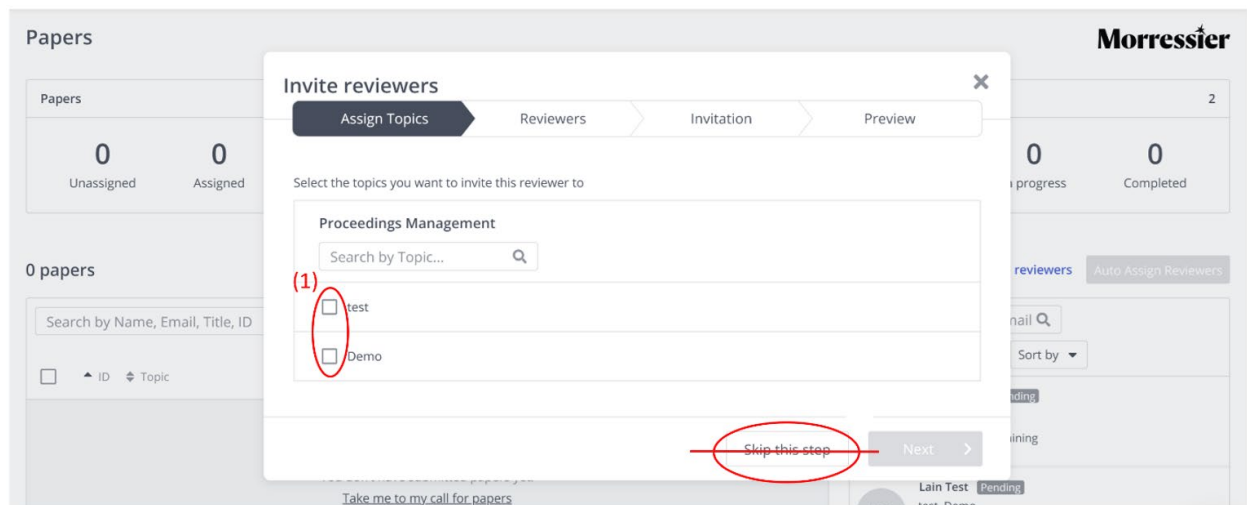 Papers
Morressier
Invite reviewers
Papers
2
Assign Topics
Reviewers
Invitation
Preview
0
0
0
0
Unassigned
Assigned
progress
Completed
Select the topics you want to invite this reviewer to
Proceedings Management
Search by Topic...
0 papers
reviewers
Auto Assign Reviewers
(1)
test
Search by Name, Email, Title, ID
Demo
Sort by
ID
Topic
Skip this step
Next
Take me to my call for papers
Lain Test
Pending